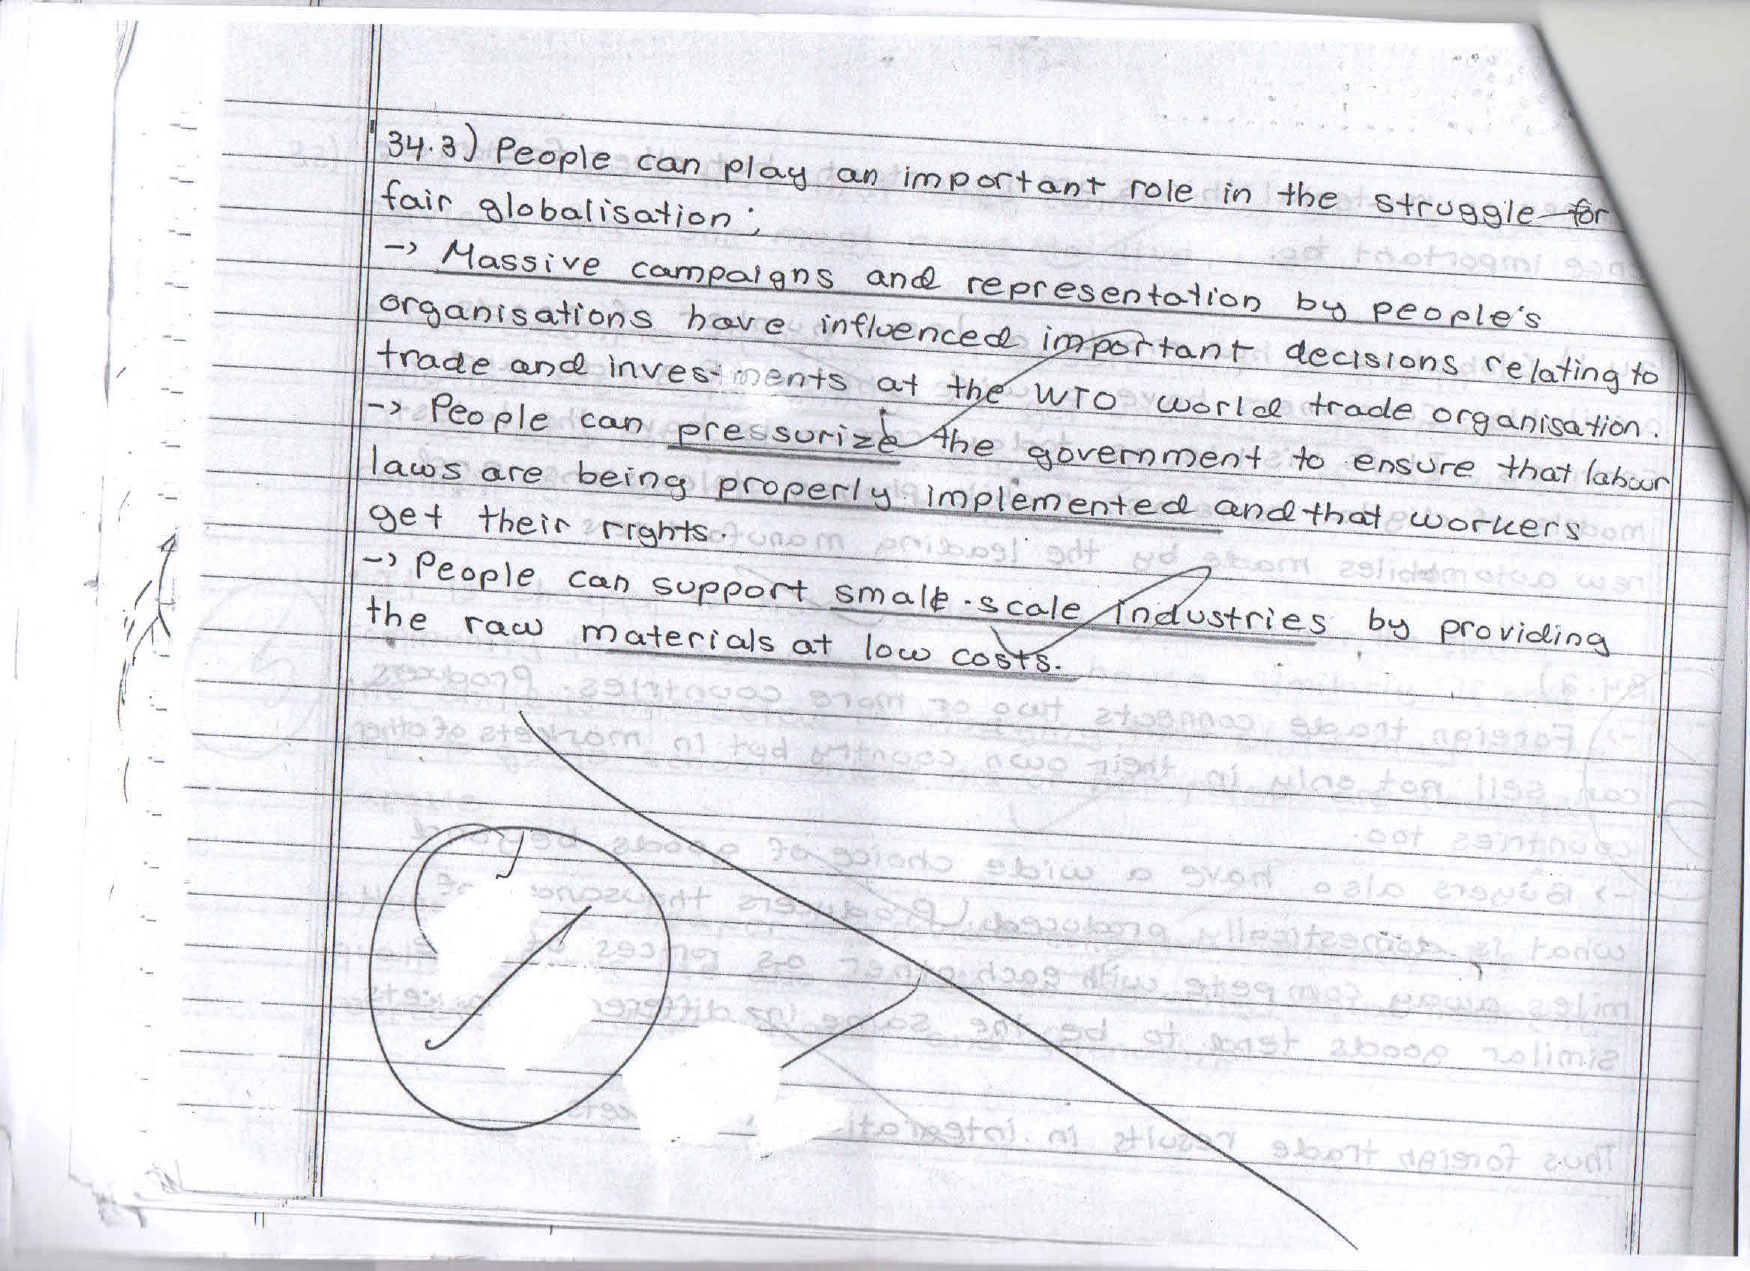 34.3) People can play an important role in the struggle for
fair globalisation;
-> Massive campaigns and representation by people's
organisations have influenced important decisions relating to
trade and investments at the WTO world trade organisation.
-> People can pressurize the government to ensure that labour
laws are being properly implemented and that workers
get their rights.
-> People can support small-scale industries by providing
the raw materials at low costs.